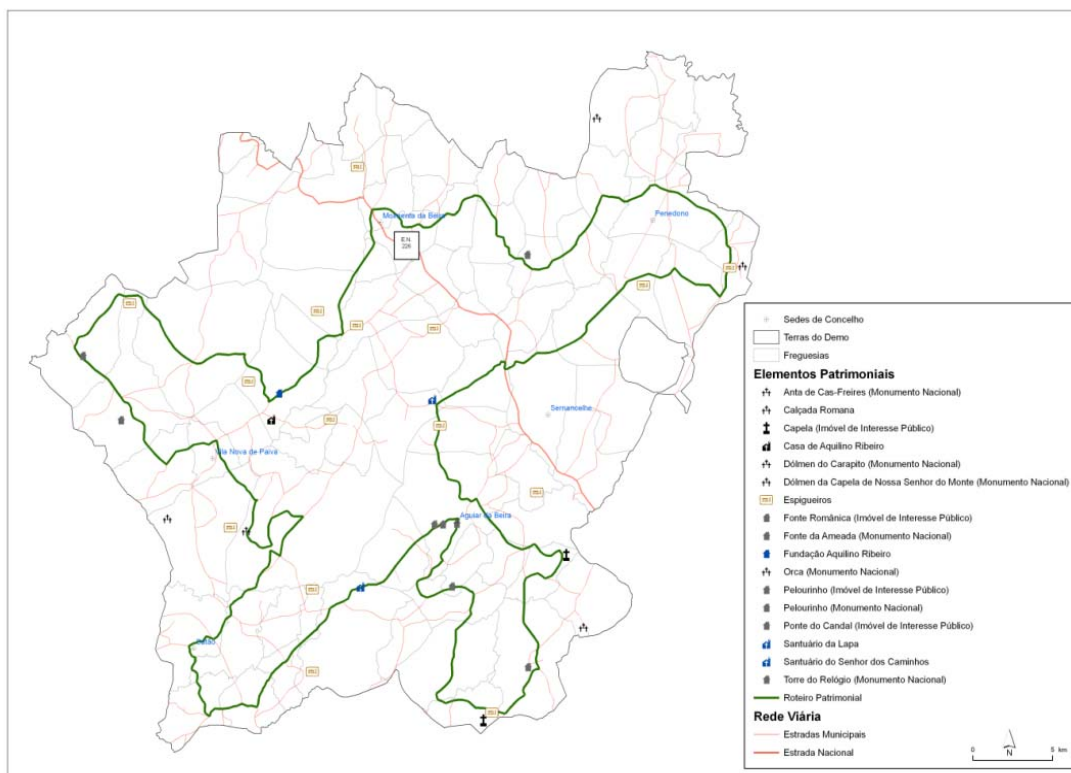 Moimenta da Beira
Penedono
E.N.
226
Sernancelhe
Vila Nova de Paiva
Aguiar da Beira
Sátão
Sedes de Concelho
Terras do Demo
Freguesias
Elementos Patrimoniais
Anta de Cas-Freires (Monumento Nacional)
Calçada Romana
Capela (Imóvel de Interesse Público)
Casa de Aquilino Ribeiro
Dólmen do Carapito (Monumento Nacional)
Dólmen da Capela de Nossa Senhor do Monte (Monumento Nacional)
Espigueiros
Fonte Românica (Imóvel de Interesse Público)
Fonte da Ameada (Monumento Nacional)
Fundação Aquilino Ribeiro
Orca (Monumento Nacional)
Pelourinho (Imóvel de Interesse Público)
Pelourinho (Monumento Nacional)
Ponte do Candal (Imóvel de Interesse Público)
Santuário da Lapa
Santuário do Senhor dos Caminhos
Torre do Relógio (Monumento Nacional)
Roteiro Patrimonial
Rede Viária
Estradas Municipais
Estrada Nacional
0 5 km
N